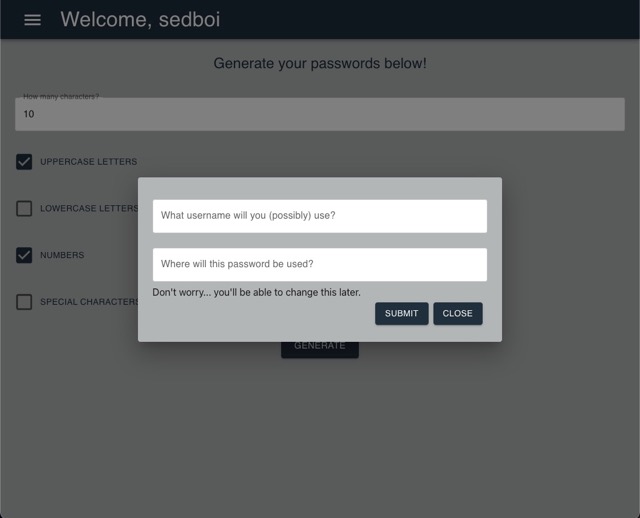 Welcome, sedboi
Generate your passwords below!
How many characters?
10
UPPERCASE LETTERS
LOWERCASE LETTERS
NUMBERS
SPECIAL CHARACTERS
What username will you (possibly) use?
Where will this password be used?
Don't worry... you'll be able to change this later.
SUBMIT CLOSE
GENERATE